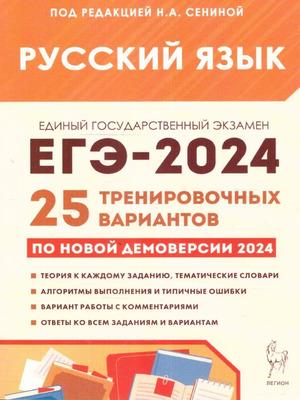 ПОД РЕДАКЦИЕЙ Н.А. СЕНИНОЙ
РУССКИЙ ЯЗЫК
ЕДИНЫЙ ГОСУДАРСТВЕННЫЙ ЭКЗАМЕН
ЕГЭ-2024
25 ТРЕНИРОВОЧНЫХ
ВАРИАНТОВ
ПО НОВОЙ ДЕМОВЕРСИИ 2024
ТЕОРИЯ К КАЖДОМУ ЗАДАНИЮ, ТЕМАТИЧЕСКИЕ СЛОВАРИ
АЛГОРИТМЫ ВЫПОЛНЕНИЯ И ТИПИЧНЫЕ ОШИБКИ
ВАРИАНТ РАБОТЫ С КОММЕНТАРИЯМИ
ОТВЕТЫ КО ВСЕМ ЗАДАНИЯМ И ВАРИАНТАМ
ЛЕГИОН